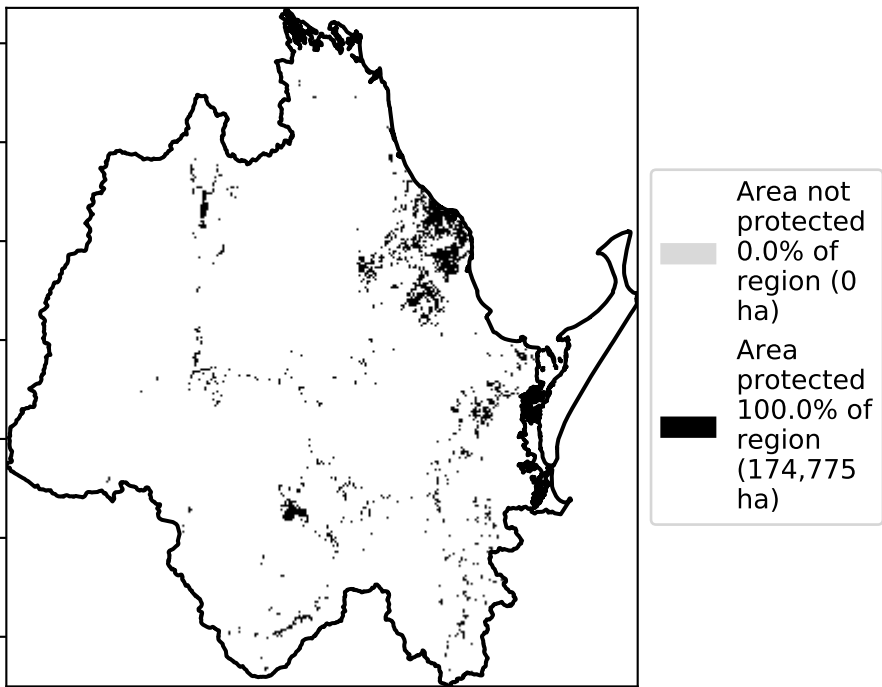 Area not
protected
0.0% of
region (0
ha)
Area
protected
100.0% of
region
(174,775
ha)